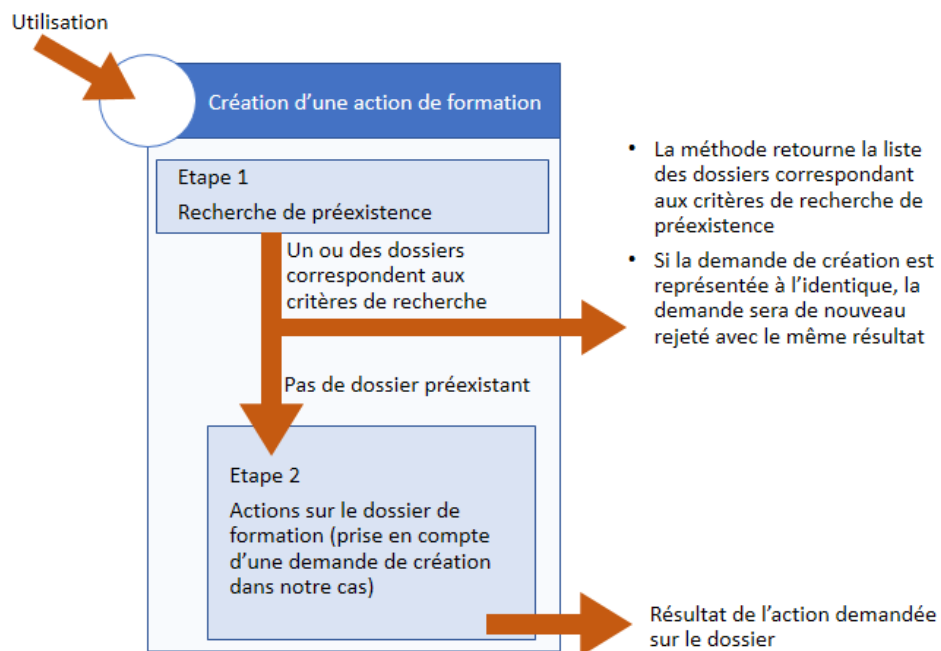 Utilisation
Création d’une action de formation
Etape 1
Recherche de préexistence
Un ou des dossiers
correspondent aux
critères de recherche
• La méthode retourne la liste
des dossiers correspondant
aux critères de recherche de
préexistence
• Si la demande de création est
représentée à l’identique, la
demande sera de nouveau
rejeté avec le même résultat
Pas de dossier préexistant
Etape 2
Actions sur le dossier de
formation (prise en compte
d’une demande de création
dans notre cas)
Résultat de l’action demandée
sur le dossier